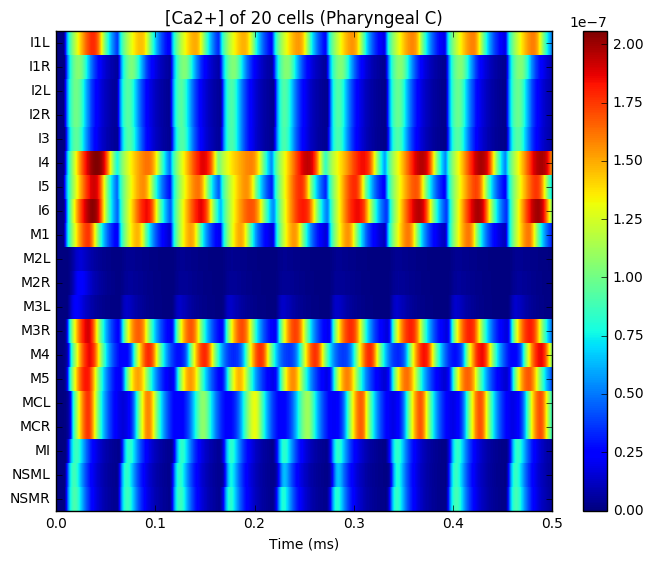 [Ca2+] of 20 cells (Pharyngeal C)
1e−7
I1L
I1R
I2L
I2R
I3
I4
I5
I6
M1
M2L
M2R
M3L
M3R
M4
M5
MCL
MCR
MI
NSML
NSMR
0.0 0.1 0.2 0.3 0.4 0.5
Time (ms)
2.00
1.75
1.50
1.25
1.00
0.75
0.50
0.25
0.00